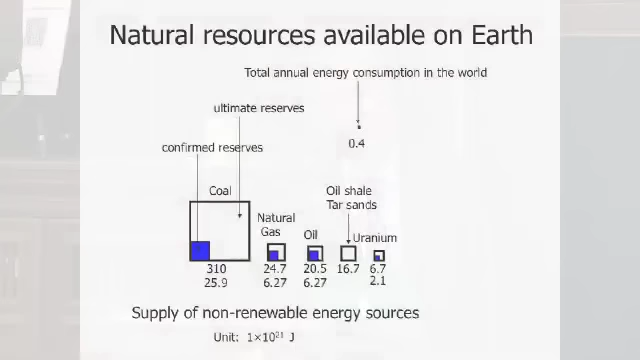 Natural resources available on Earth
Total annual energy consumption in the world
ultimate reserves
0.4
confirmed reserves
Coal
Oil shale
Tar sands
Natural
Gas
Oil
Uranium
310 24.7 20.5 16.7 6.7
25.9 6.27 6.27 2.1
Supply of non-renewable energy sources
Unit: 1×10²¹ J